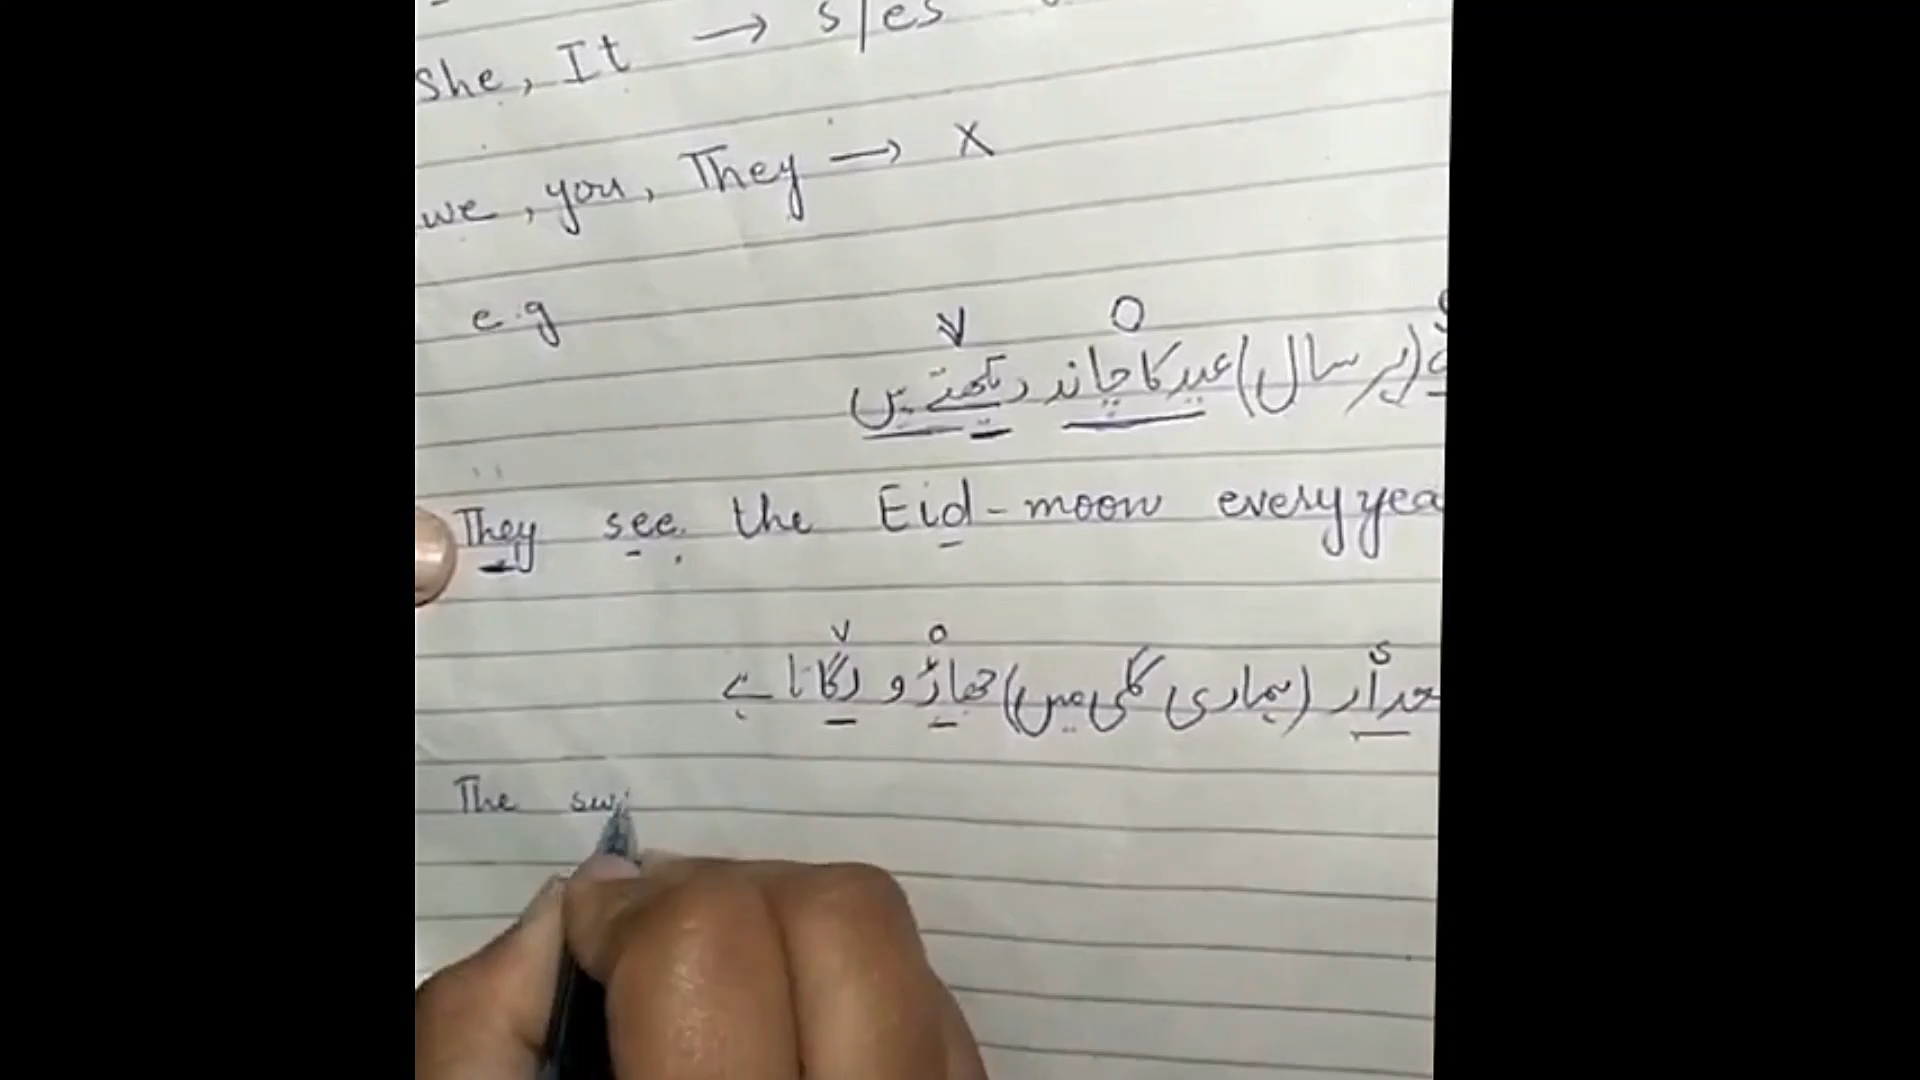 She, It → s/es
we, you, They → X
e.g
V O
(ہر سال) عید کا چاند دیکھتے ہیں
They see the Eid-moon every yea
V O S
دار (ہماری گلی میں) جھاڑو لگاتا ہے
The sw